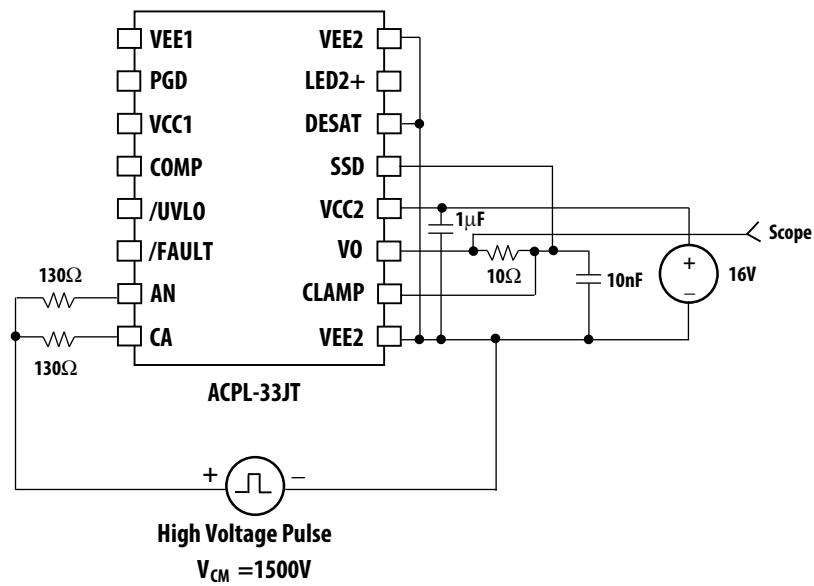 VEE1 VEE2
PGD LED2+
VCC1 DESAT
COMP SSD
/UVLO VCC2 1μF
/FAULT VO Scope
130Ω 10Ω 10nF + 16V −
AN CLAMP
CA VEE2
130Ω
ACPL-33JT
+ −
High Voltage Pulse
VCM =1500V